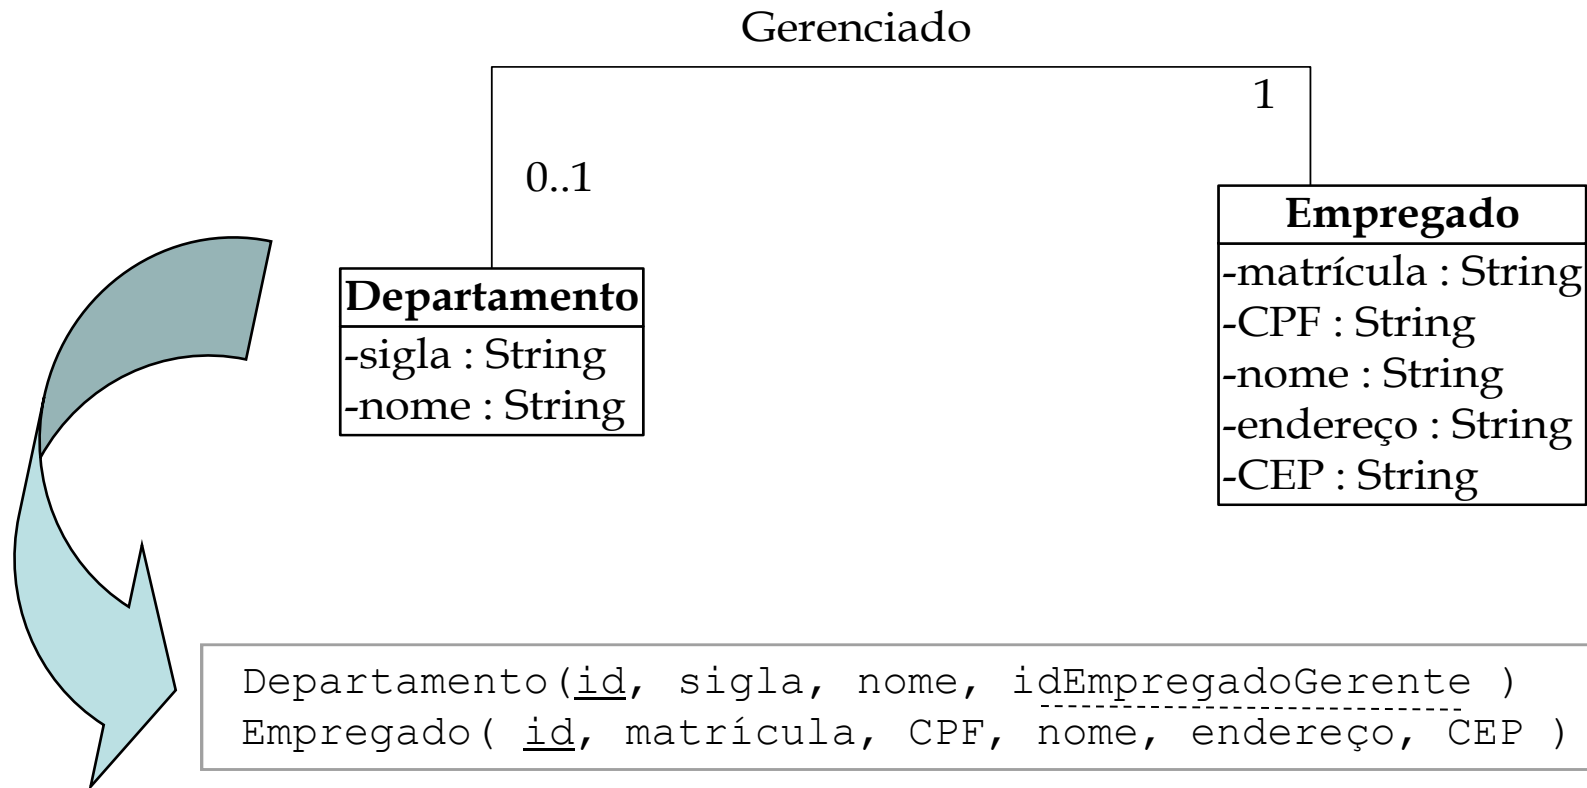 Gerenciado
1
0..1
Empregado
-matrícula : String
-CPF : String
-nome : String
-endereço : String
-CEP : String
Departamento
-sigla : String
-nome : String
Departamento(id, sigla, nome, idEmpregadoGerente )
Empregado( id, matrícula, CPF, nome, endereço, CEP )